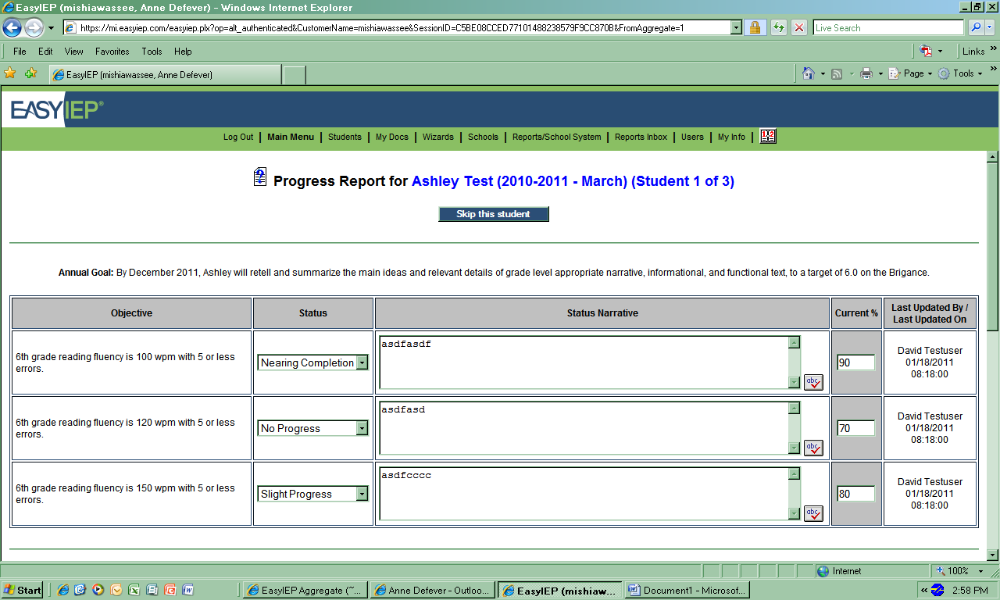 EasyIEP (mishiawassee, Anne Defever) - Windows Internet Explorer
https://mi.easyiep.com/easyiep.plx?op=alt_authenticated&CustomerName=mishiawassee&SessionID=C5BE08CCED77101488238579F59C870B&FromAggregate=1
Live Search
File Edit View Favorites Tools Help
Links »
EasyIEP (mishiawassee, Anne Defever)
Page Tools »
EASYIEP®
Log Out | Main Menu | Students | My Docs | Wizards | Schools | Reports/School System | Reports Inbox | Users | My Info |
Progress Report for Ashley Test (2010-2011 - March) (Student 1 of 3)
Skip this student
Annual Goal: By December 2011, Ashley will retell and summarize the main ideas and relevant details of grade level appropriate narrative, informational, and functional text, to a target of 6.0 on the Brigance.
Objective Status Status Narrative Current % Last Updated By /
Last Updated On
6th grade reading fluency is 100 wpm with 5 or less
errors.
Nearing Completion
asdfasdf
abc
90
David Testuser
01/18/2011
08:18:00
6th grade reading fluency is 120 wpm with 5 or less
errors.
No Progress
asdfasd
abc
70
David Testuser
01/18/2011
08:18:00
6th grade reading fluency is 150 wpm with 5 or less
errors.
Slight Progress
asdfcccc
abc
80
David Testuser
01/18/2011
08:18:00
Internet 100%
Start EasyIEP Aggregate (~... Anne Defever - Outloo... EasyIEP (mishiaw... Document1 - Microsof... « 2:58 PM